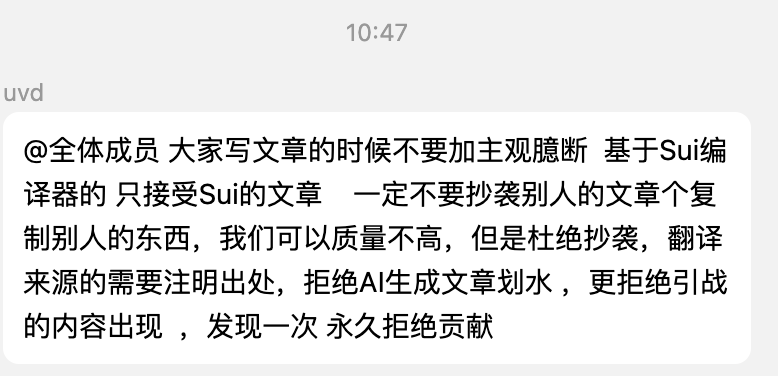 10:47
uvd
@全体成员 大家写文章的时候不要加主观臆断  基于Sui编
译器的 只接受Sui的文章    一定不要抄袭别人的文章个复
制别人的东西，我们可以质量不高，但是杜绝抄袭，翻译
来源的需要注明出处，拒绝AI生成文章划水 ，更拒绝引战
的内容出现  ，发现一次 永久拒绝贡献